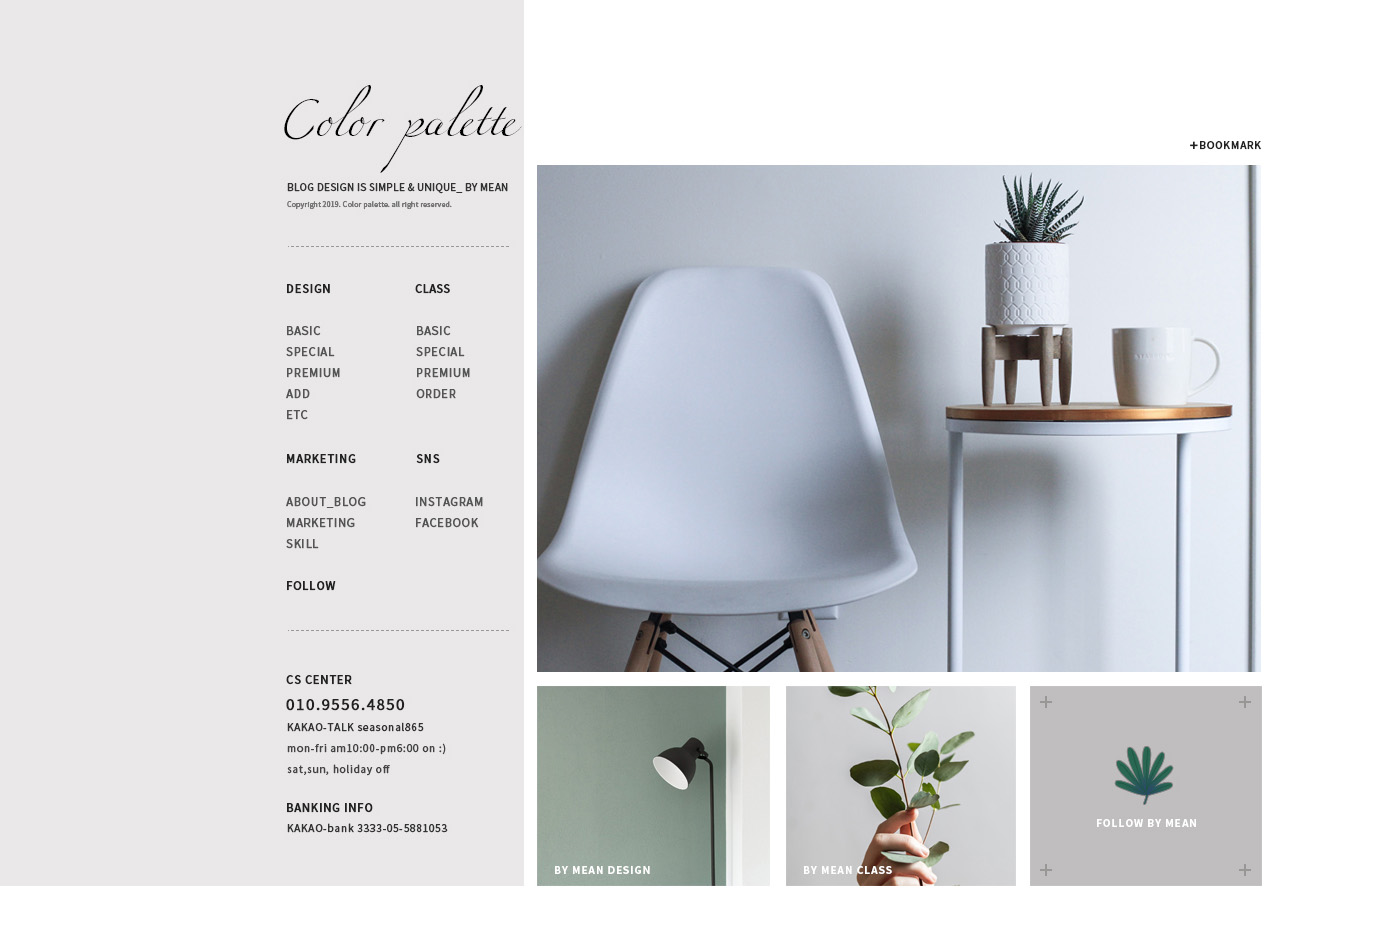 Color palette
BLOG DESIGN IS SIMPLE & UNIQUE_ BY MEAN
Copyright 2019. Color palette. all right reserved.
DESIGN
BASIC
SPECIAL
PREMIUM
ADD
ETC
CLASS
BASIC
SPECIAL
PREMIUM
ORDER
MARKETING
ABOUT_BLOG
MARKETING
SKILL
SNS
INSTAGRAM
FACEBOOK
FOLLOW
CS CENTER
010.9556.4850
KAKAO-TALK seasonal865
mon-fri am10:00-pm6:00 on :)
sat,sun, holiday off
BANKING INFO
KAKAO-bank 3333-05-5881053
+BOOKMARK
BY MEAN DESIGN
BY MEAN CLASS
FOLLOW BY MEAN